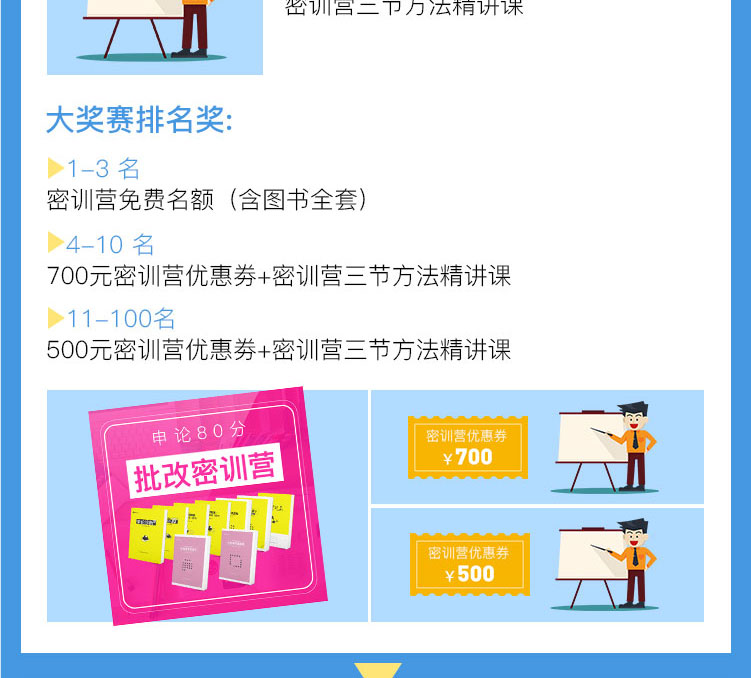 密训营三节方法精讲课
大奖赛排名奖:
1-3 名
密训营免费名额（含图书全套）
4-10 名
700元密训营优惠劵+密训营三节方法精讲课
11-100名
500元密训营优惠劵+密训营三节方法精讲课
申论80分
批改密训营
密训营优惠券
¥700
密训营优惠券
¥500